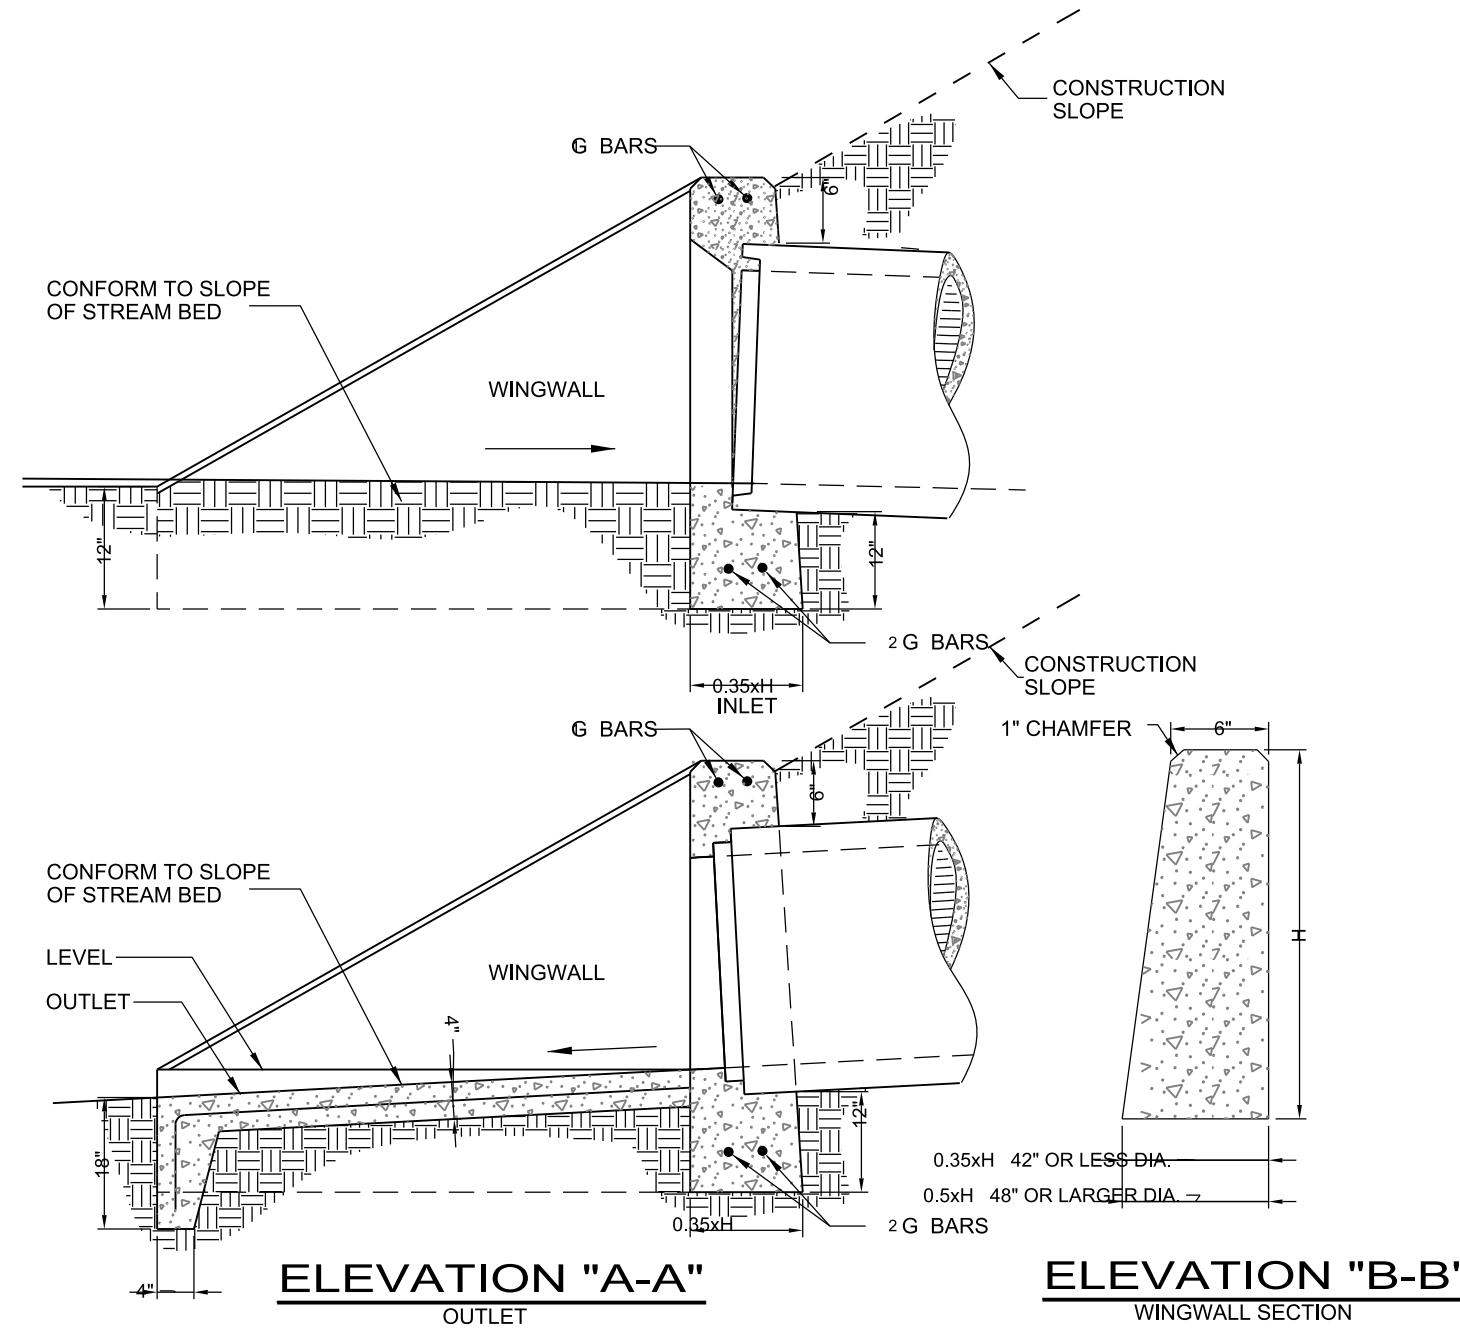 CONSTRUCTION
SLOPE
G BARS
6"
CONFORM TO SLOPE
OF STREAM BED
WINGWALL
12"
12"
2 G BARS
0.35xH
INLET
CONSTRUCTION
SLOPE
G BARS
1" CHAMFER
6"
6"
CONFORM TO SLOPE
OF STREAM BED
LEVEL
OUTLET
WINGWALL
4"
H
12"
18"
0.35xH 42" OR LESS DIA.
0.5xH 48" OR LARGER DIA.
0.35xH
2 G BARS
4"
ELEVATION "A-A"
OUTLET
ELEVATION "B-B"
WINGWALL SECTION